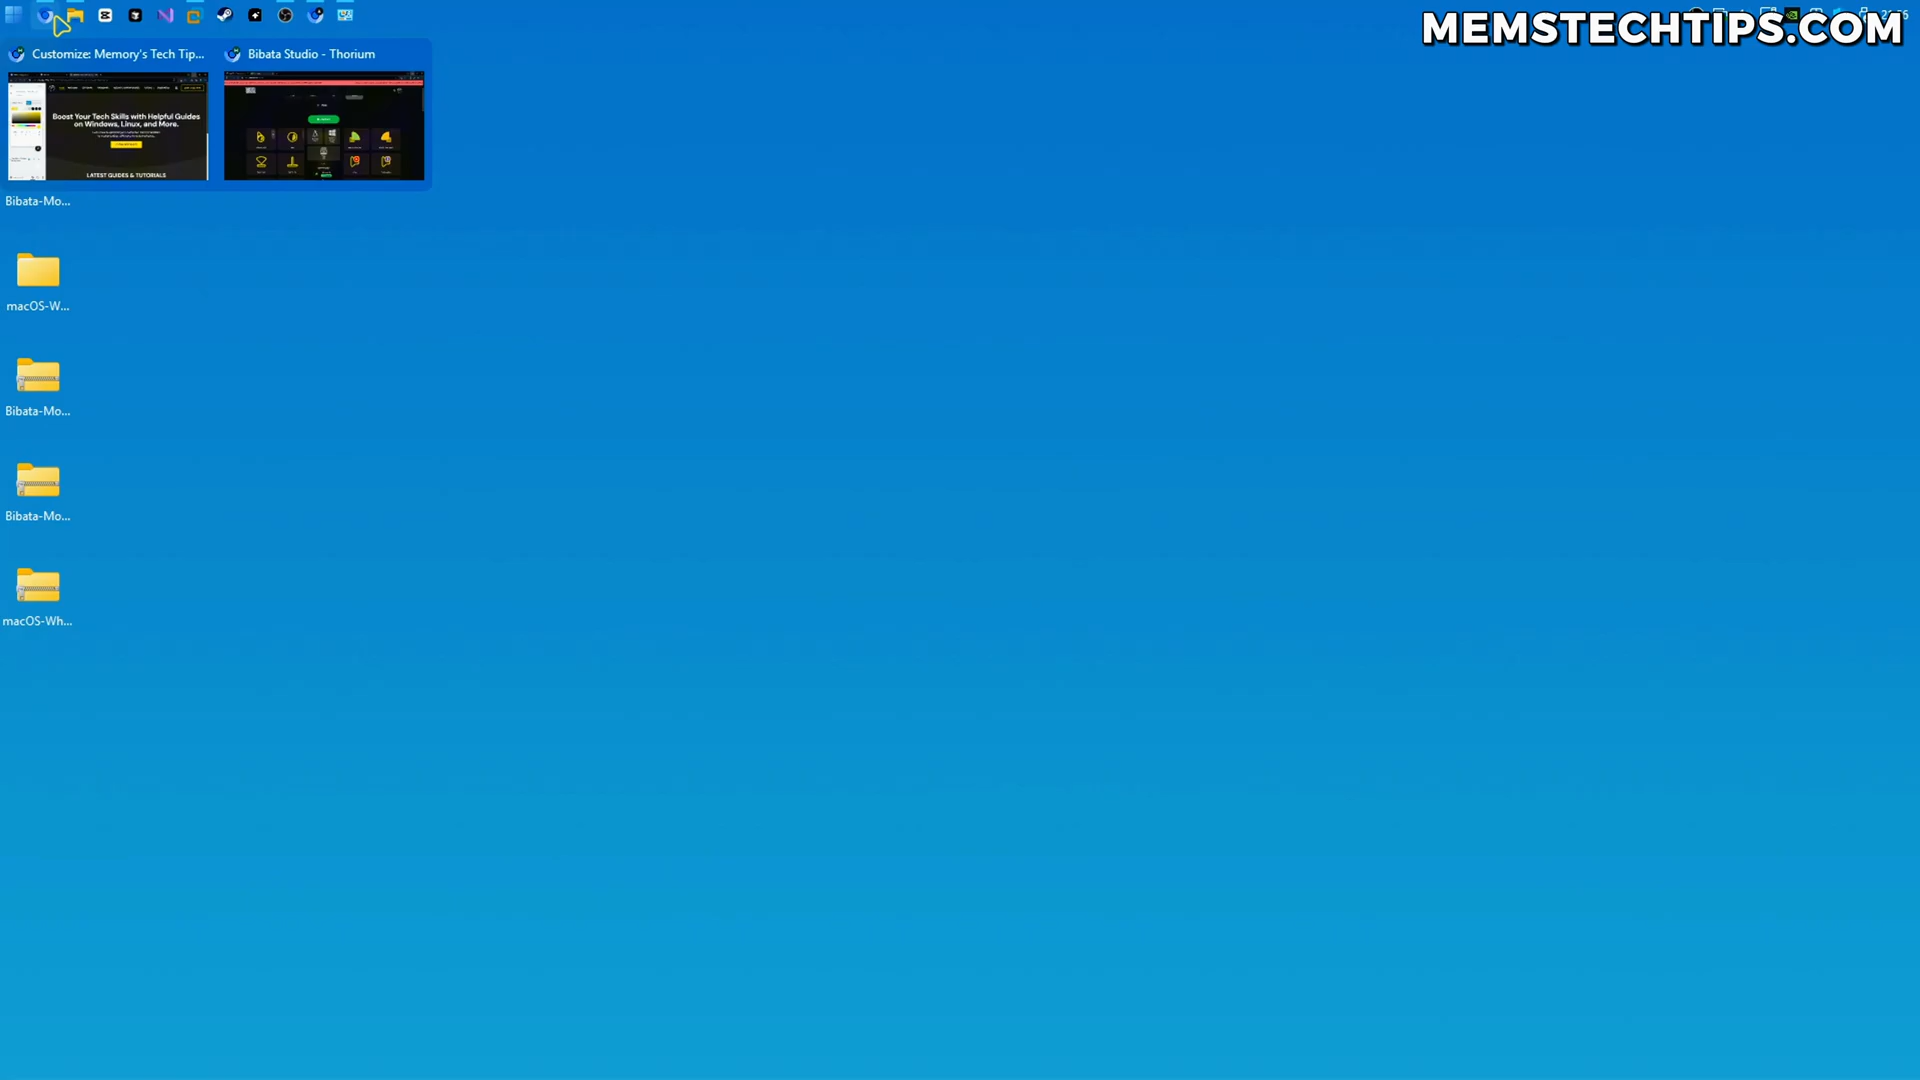 MEMSTECHTIPS.COM
Customize: Memory's Tech Tip...
Bibata Studio - Thorium
Boost Your Tech Skills with Helpful Guides
on Windows, Linux, and More.
LATEST GUIDES & TUTORIALS
Bibata-Mo...
macOS-W...
Bibata-Mo...
Bibata-Mo...
macOS-Wh...